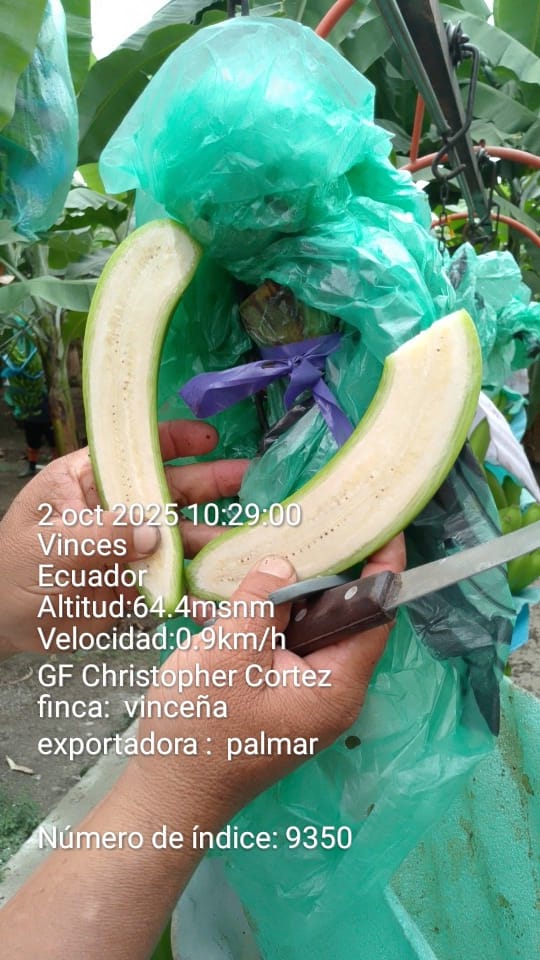 2 oct 2025 10:29:00
Vinces
Ecuador
Altitud:64.4msnm
Velocidad:0.9km/h
GF Christopher Cortez
finca:  vinceña
exportadora :  palmar
Número de índice: 9350